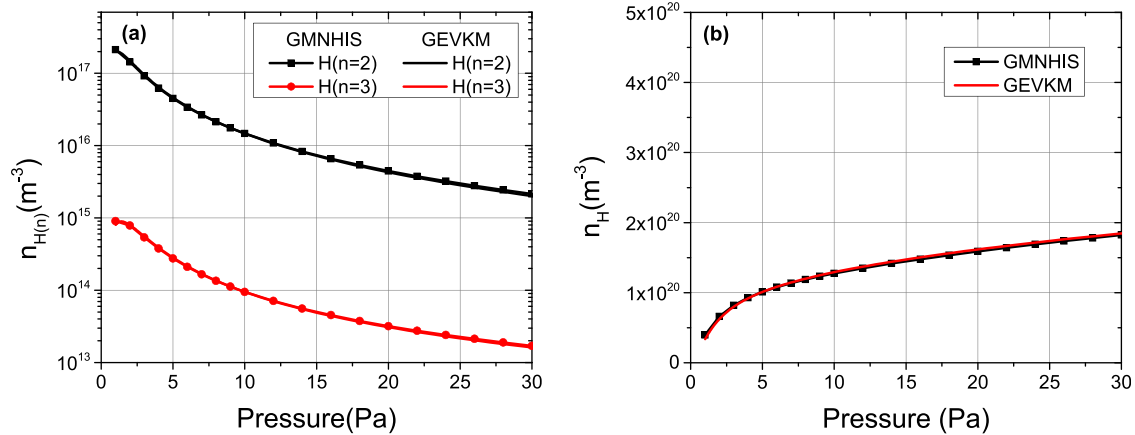 (a)
GMNHIS GEVKM
H(n=2) H(n=2)
H(n=3) H(n=3)
10^17
10^16
10^15
10^14
10^13
n_H(n)(m^-3)
0 5 10 15 20 25 30
Pressure(Pa)
(b)
GMNHIS
GEVKM
5x10^20
4x10^20
3x10^20
2x10^20
1x10^20
0
n_H(m^-3)
0 5 10 15 20 25 30
Pressure (Pa)